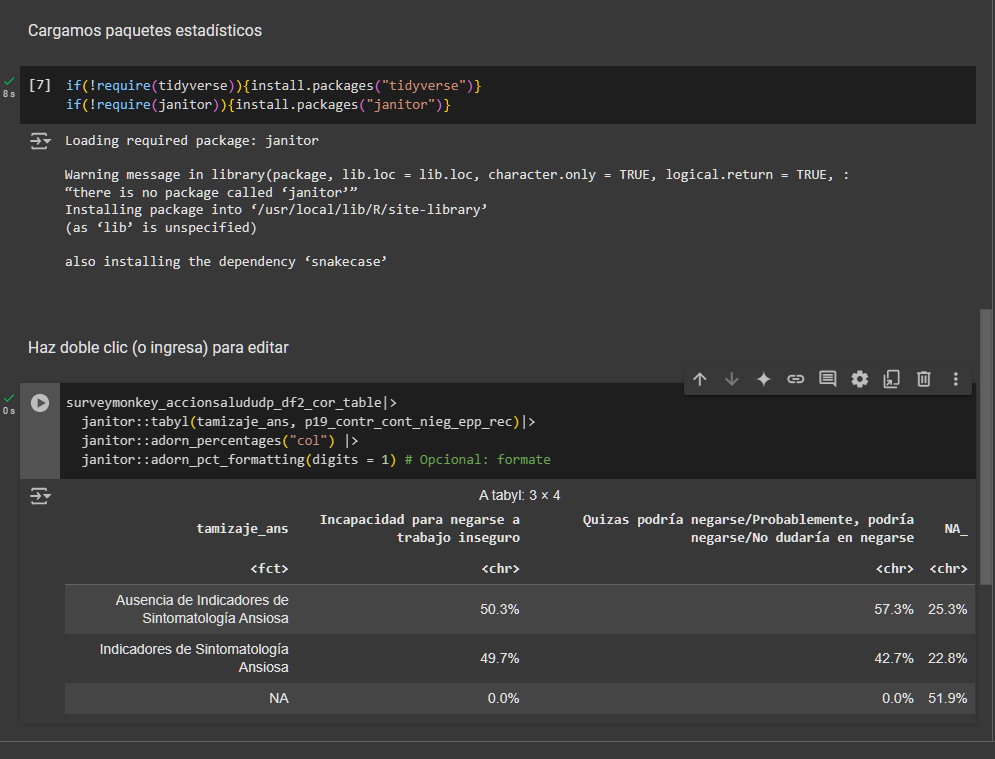 Cargamos paquetes estadísticos
8 s
[7] if(!require(tidyverse)){install.packages("tidyverse")}
if(!require(janitor)){install.packages("janitor")}
Loading required package: janitor
Warning message in library(package, lib.loc = lib.loc, character.only = TRUE, logical.return = TRUE, :
“there is no package called ‘janitor’”
Installing package into ‘/usr/local/lib/R/site-library’
(as ‘lib’ is unspecified)
also installing the dependency ‘snakecase’
Haz doble clic (o ingresa) para editar
0 s
surveymonkey_accionsalududp_df2_cor_table|>
janitor::tabyl(tamizaje_ans, p19_contr_cont_nieg_epp_rec)|>
janitor::adorn_percentages("col") |>
janitor::adorn_pct_formatting(digits = 1) # Opcional: formate
A tabyl: 3 × 4
tamizaje_ans Incapacidad para negarse a Quizas podría negarse/Probablemente, podría NA_
trabajo inseguro negarse/No dudaría en negarse
<fct> <chr> <chr> <chr>
Ausencia de Indicadores de
Sintomatología Ansiosa 50.3% 57.3% 25.3%
Indicadores de Sintomatología
Ansiosa 49.7% 42.7% 22.8%
NA 0.0% 0.0% 51.9%